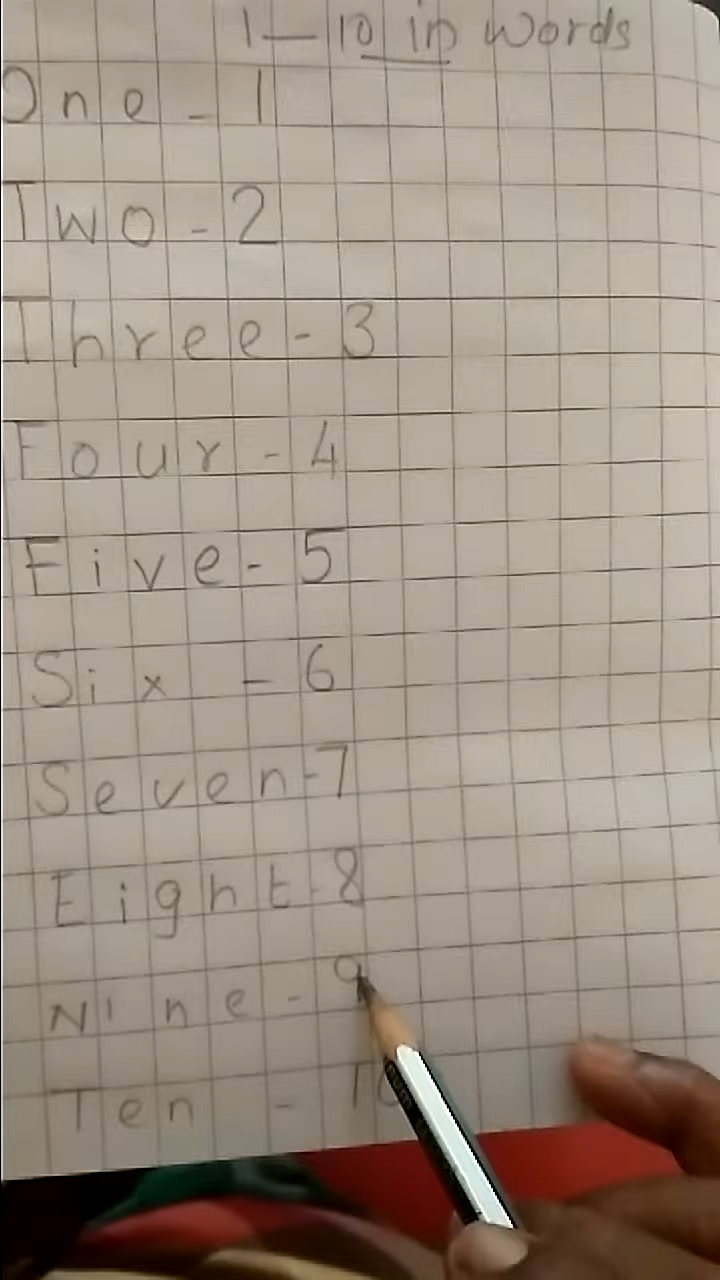 1—10 in words
One - 1
Two - 2
Three - 3
Four - 4
Five - 5
Six - 6
Seven - 7
Eight - 8
Nine - 9
Ten - 10